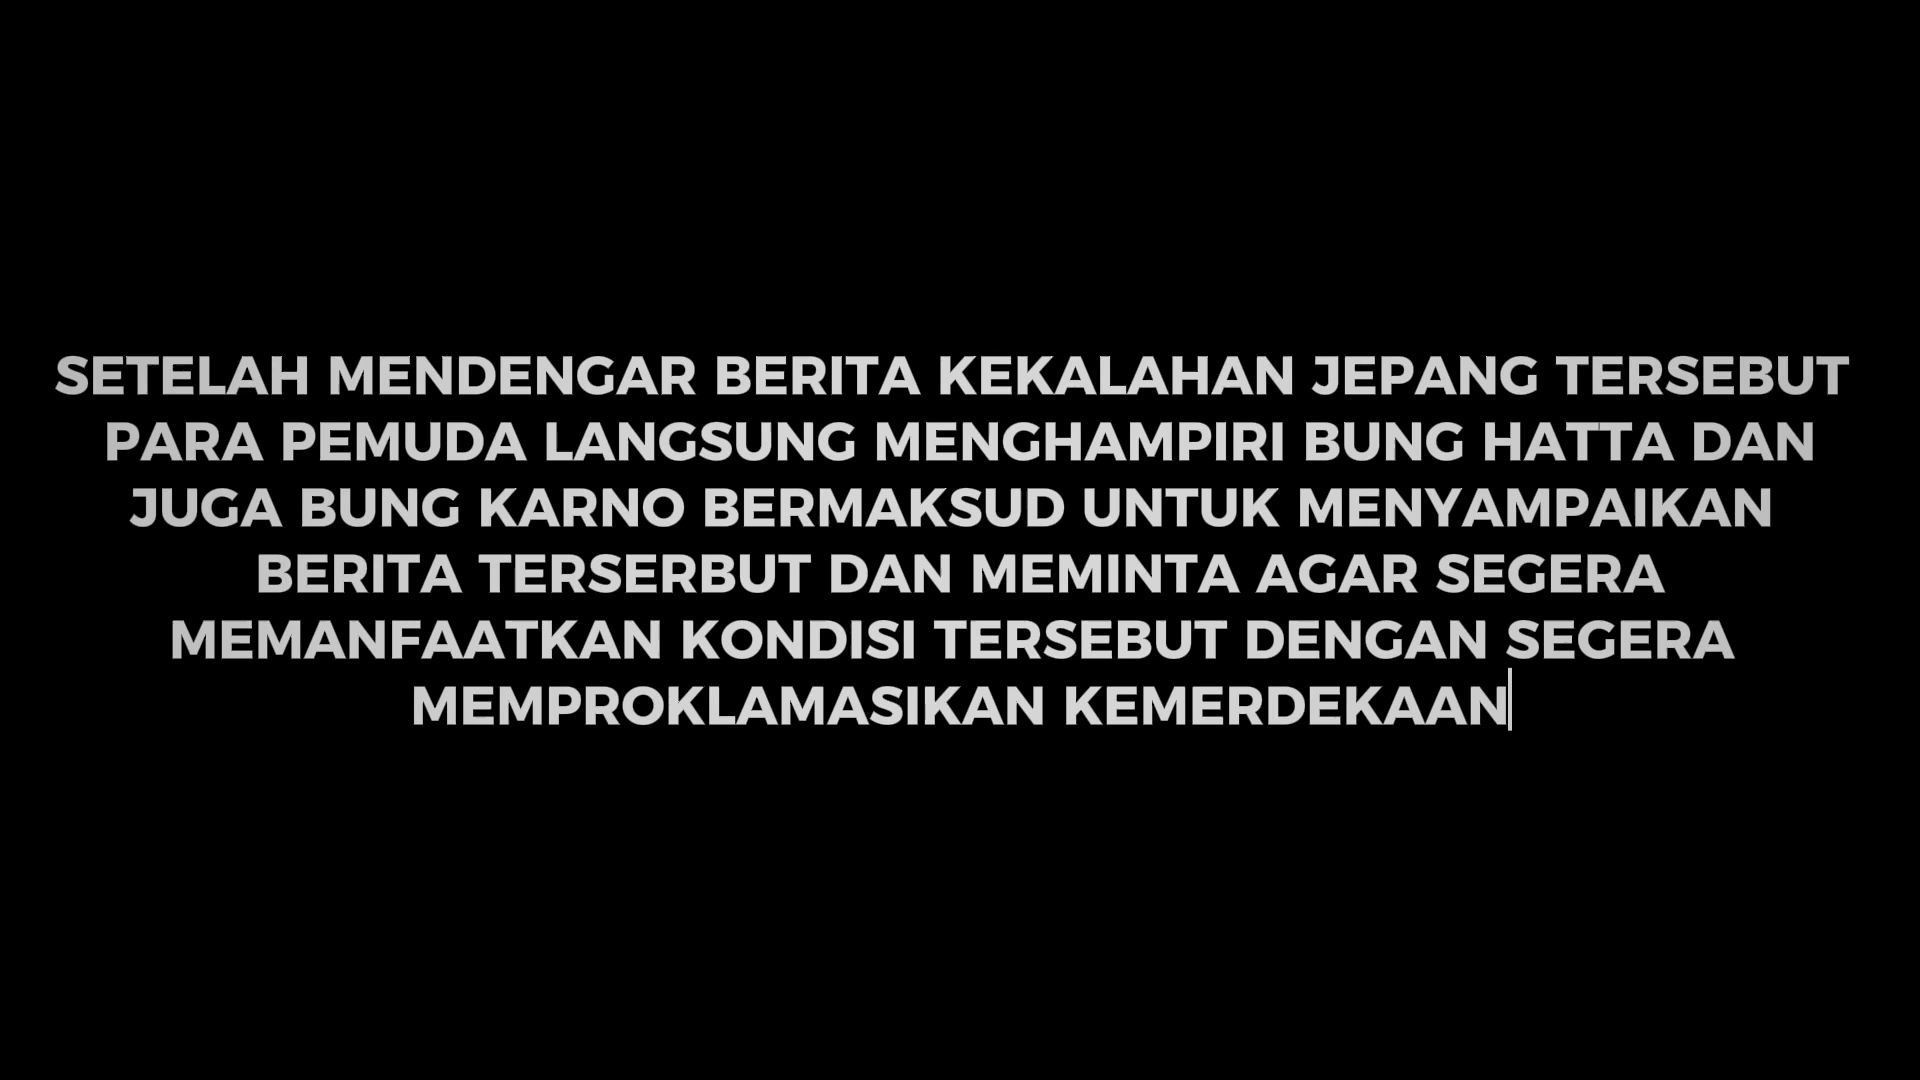 SETELAH MENDENGAR BERITA KEKALAHAN JEPANG TERSEBUT
PARA PEMUDA LANGSUNG MENGHAMPIRI BUNG HATTA DAN
JUGA BUNG KARNO BERMAKSUD UNTUK MENYAMPAIKAN
BERITA TERSERBUT DAN MEMINTA AGAR SEGERA
MEMANFAATKAN KONDISI TERSEBUT DENGAN SEGERA
MEMPROKLAMASIKAN KEMERDEKAAN